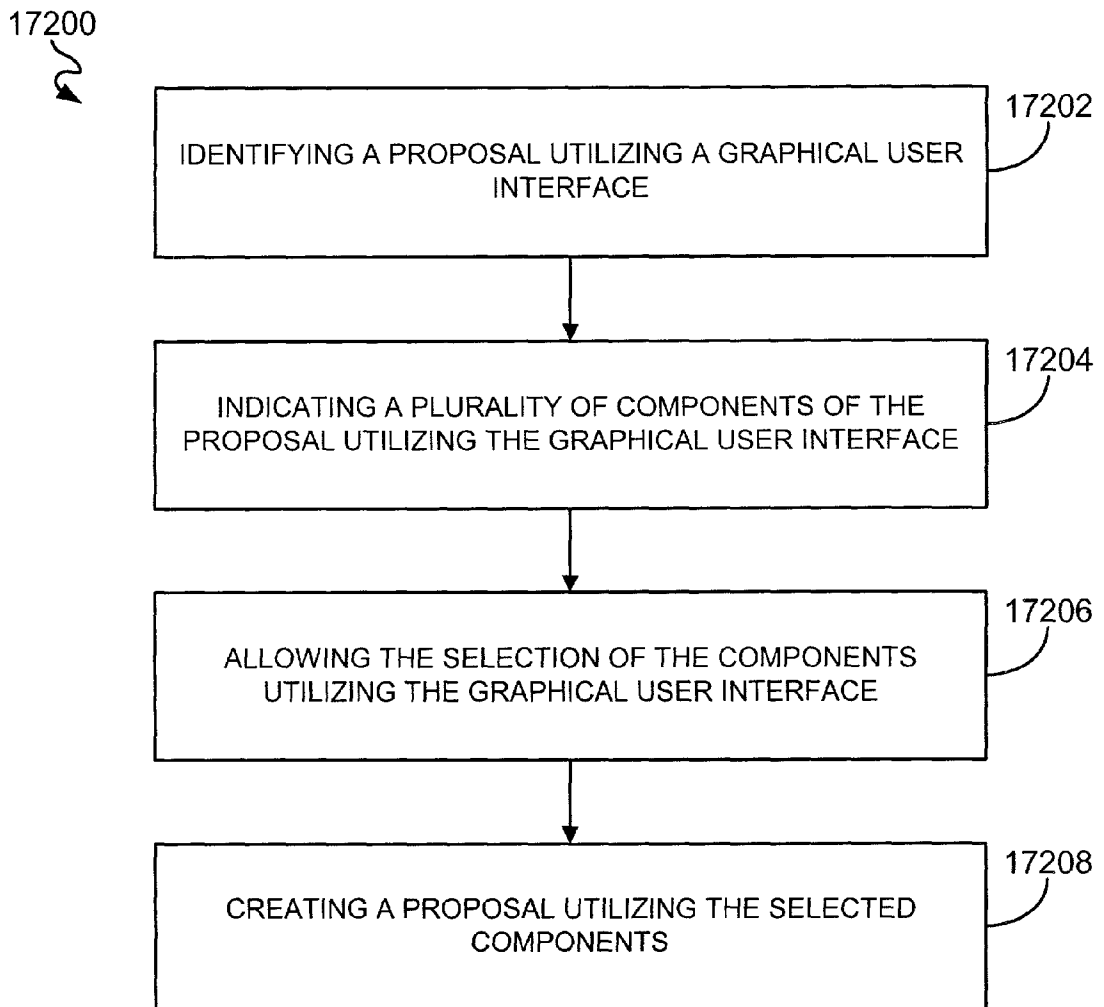 17200
17202
IDENTIFYING A PROPOSAL UTILIZING A GRAPHICAL USER
INTERFACE
17204
INDICATING A PLURALITY OF COMPONENTS OF THE
PROPOSAL UTILIZING THE GRAPHICAL USER INTERFACE
17206
ALLOWING THE SELECTION OF THE COMPONENTS
UTILIZING THE GRAPHICAL USER INTERFACE
17208
CREATING A PROPOSAL UTILIZING THE SELECTED
COMPONENTS